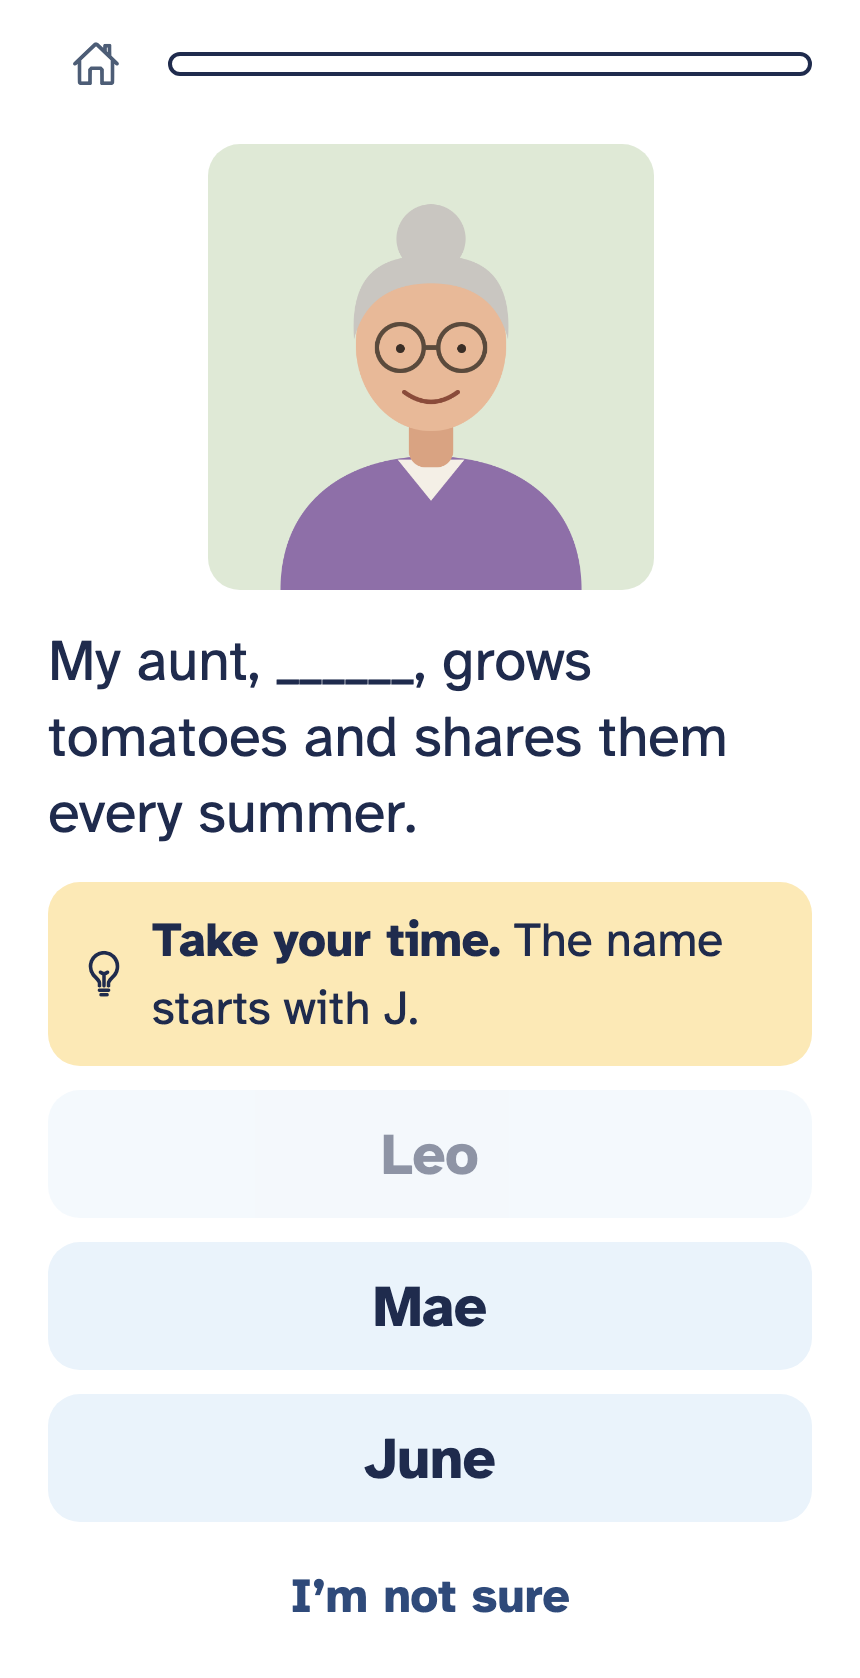 My aunt, ______, grows
tomatoes and shares them
every summer.
Take your time. The name
starts with J.
Leo
Mae
June
I’m not sure